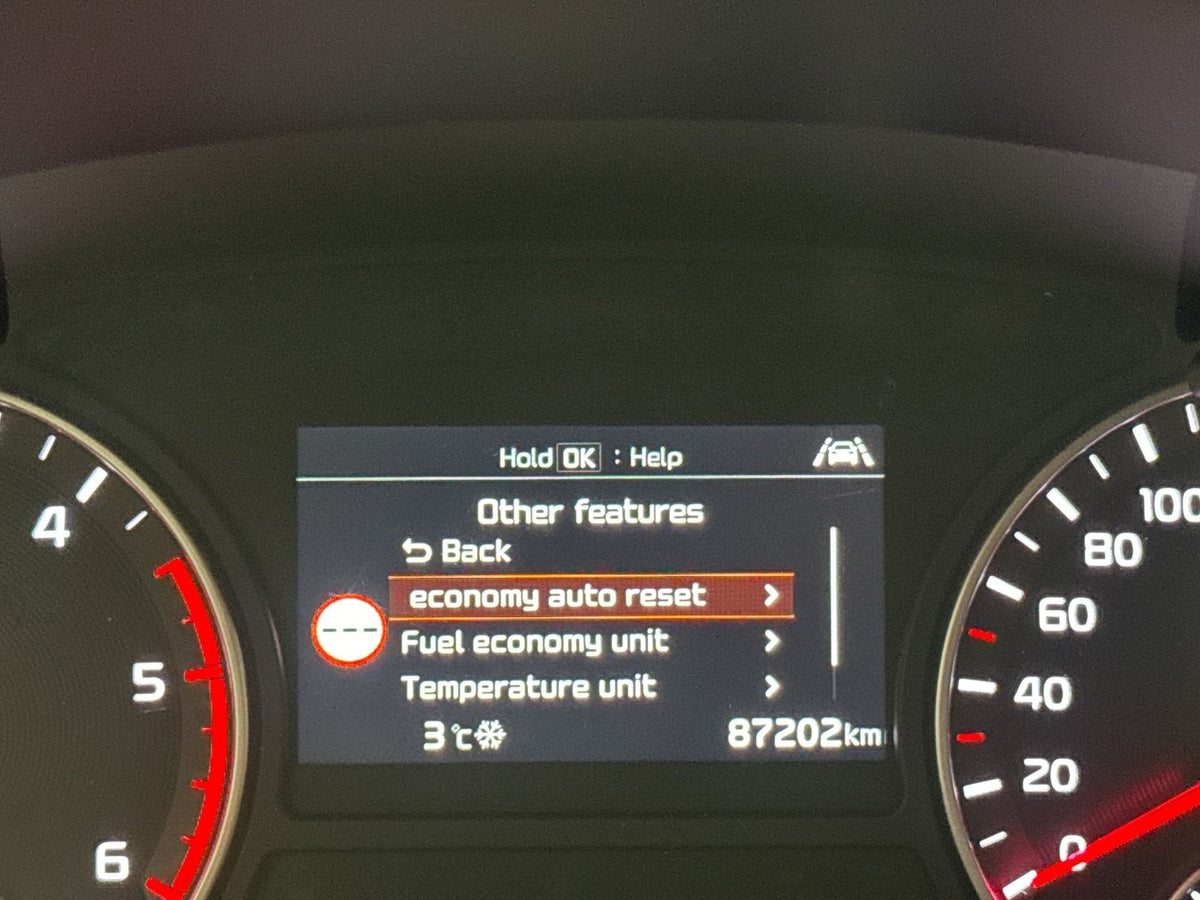 Hold OK : Help
Other features
Back
economy auto reset
Fuel economy unit
Temperature unit
3°C
87202km
4
5
6
100
80
60
40
20
0